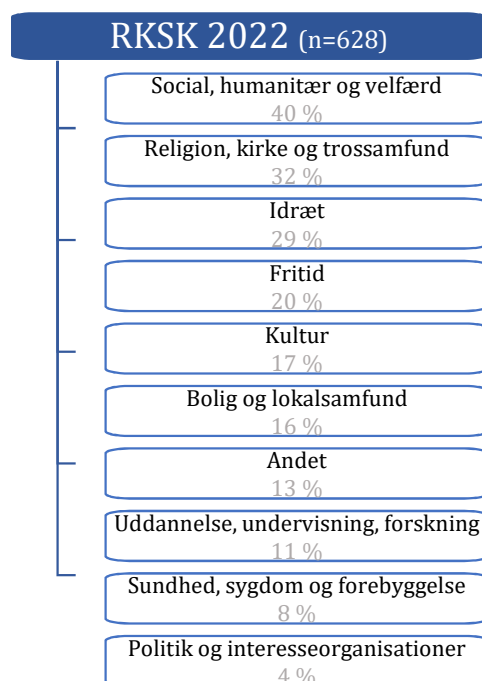 RKSK 2022 (n=628)
Social, humanitær og velfærd
40 %
Religion, kirke og trossamfund
32 %
Idræt
29 %
Fritid
20 %
Kultur
17 %
Bolig og lokalsamfund
16 %
Andet
13 %
Uddannelse, undervisning, forskning
11 %
Sundhed, sygdom og forebyggelse
8 %
Politik og interesseorganisationer
4 %